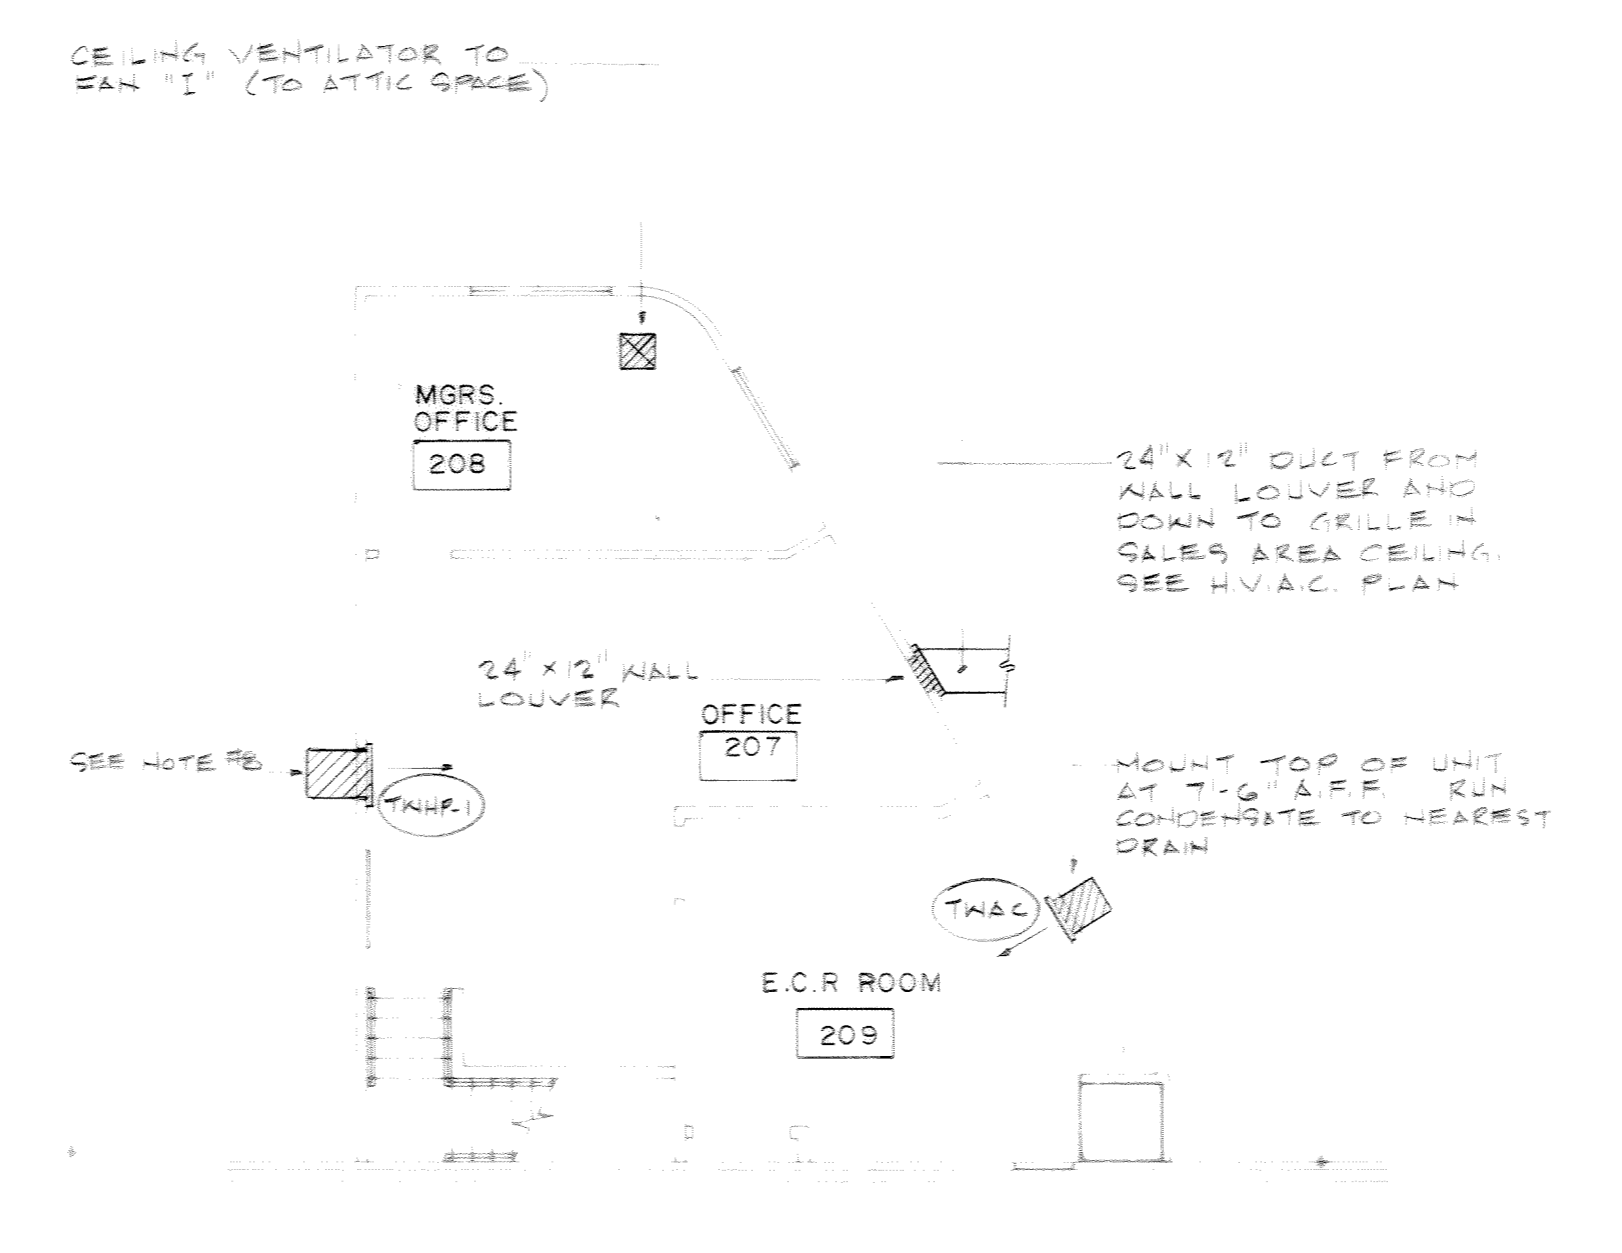 CEILING VENTILATOR TO
FAN "I" (TO ATTIC SPACE)
MGRS.
OFFICE
208
24" X 12" DUCT FROM
WALL LOUVER AND
DOWN TO GRILLE IN
SALES AREA CEILING.
SEE H.V.A.C. PLAN
24" X 12" WALL
LOUVER
OFFICE
207
SEE NOTE #8
TWHP-1
MOUNT TOP OF UNIT
AT 7'-6" A.F.F. RUN
CONDENSATE TO NEAREST
DRAIN
TWAC
E.C.R ROOM
209